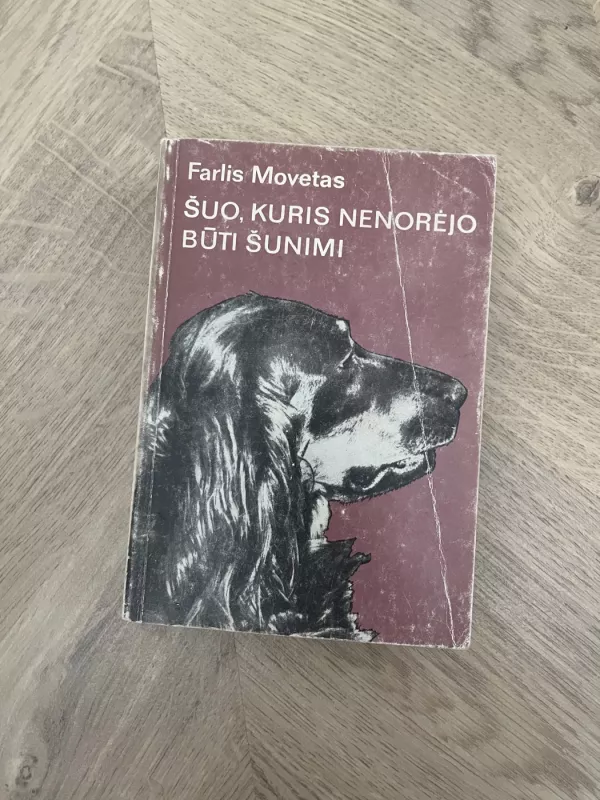 Farlis Movetas
ŠUO, KURIS NENORĖJO
BŪTI ŠUNIMI